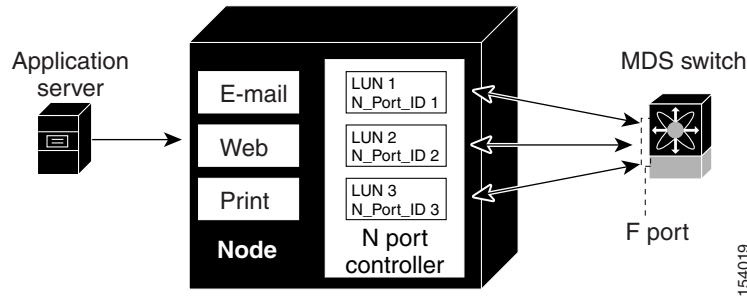 Application
server
E-mail
Web
Print
Node
LUN 1
N_Port_ID 1
LUN 2
N_Port_ID 2
LUN 3
N_Port_ID 3
N port
controller
MDS switch
F port
154019